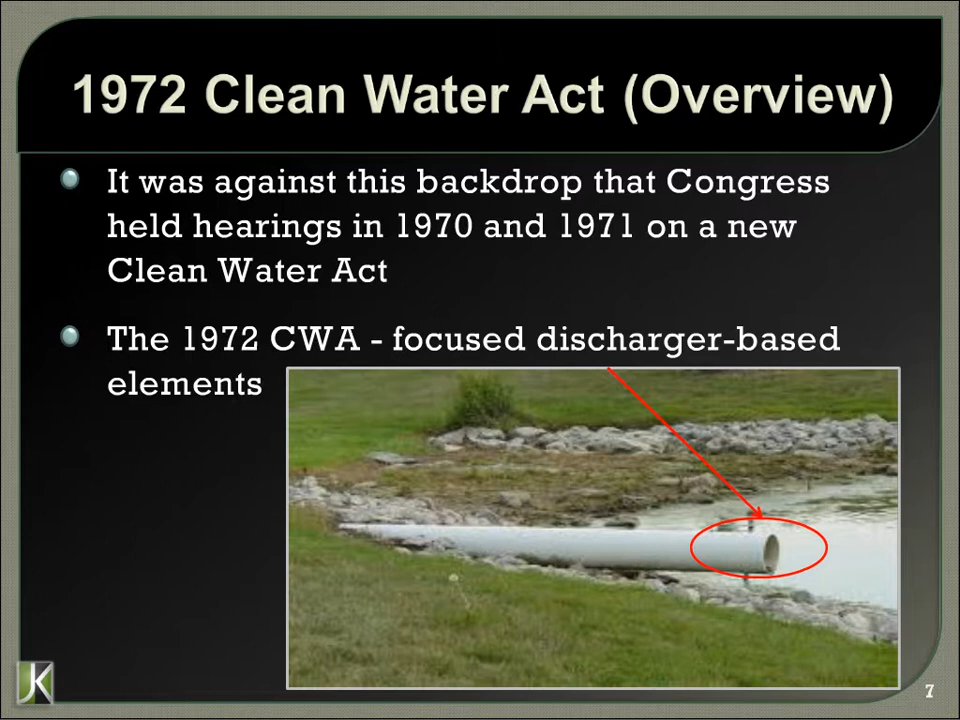 1972 Clean Water Act (Overview)
It was against this backdrop that Congress
held hearings in 1970 and 1971 on a new
Clean Water Act
The 1972 CWA - focused discharger-based
elements
JK
7